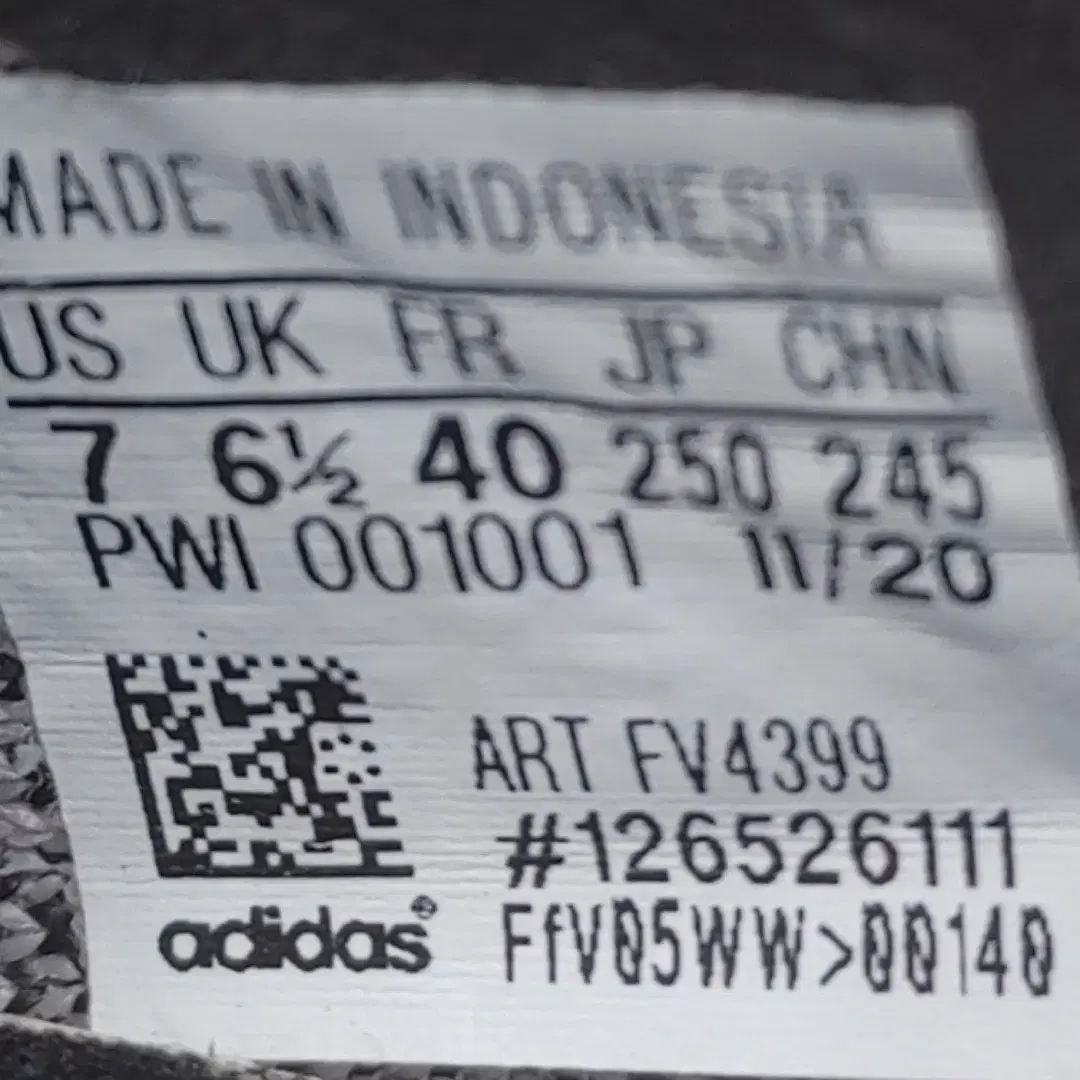 MADE IN INDONESIA
US UK FR JP CHN
7 6½ 40 250 245
PWI 001001 11/20
ART FV4399
#126526111
adidas® FfV05WW>00140